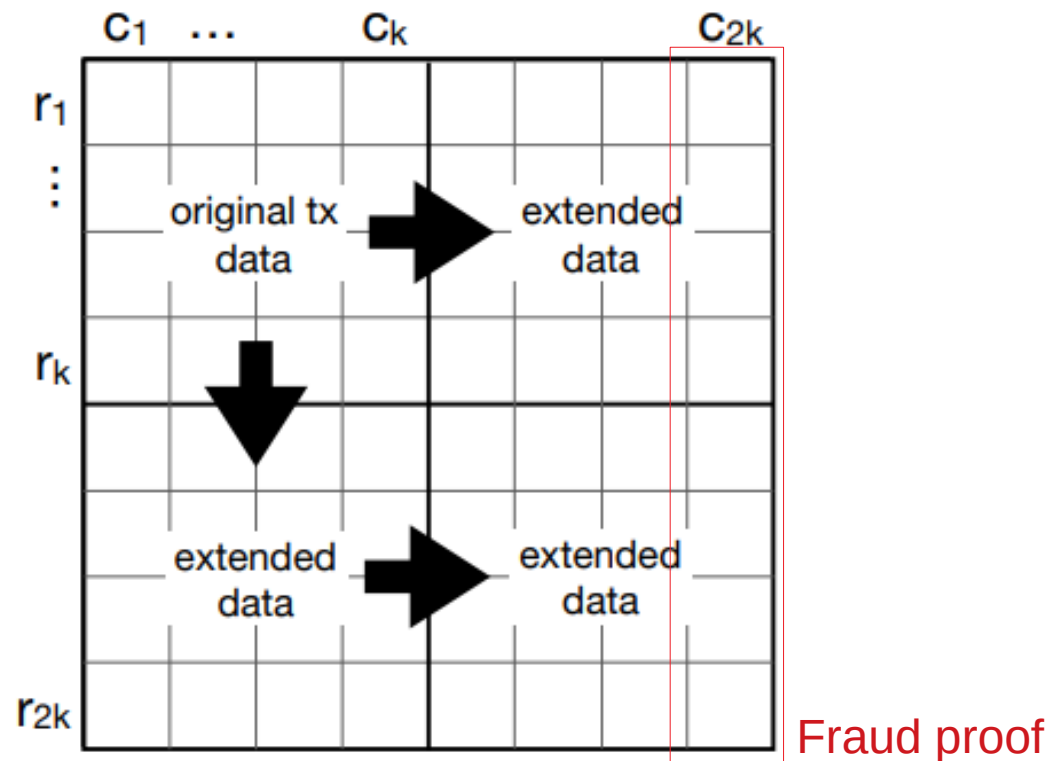 c1 ... ck c2k
r1
⋮
original tx
data
extended
data
rk
extended
data
extended
data
r2k
Fraud proof